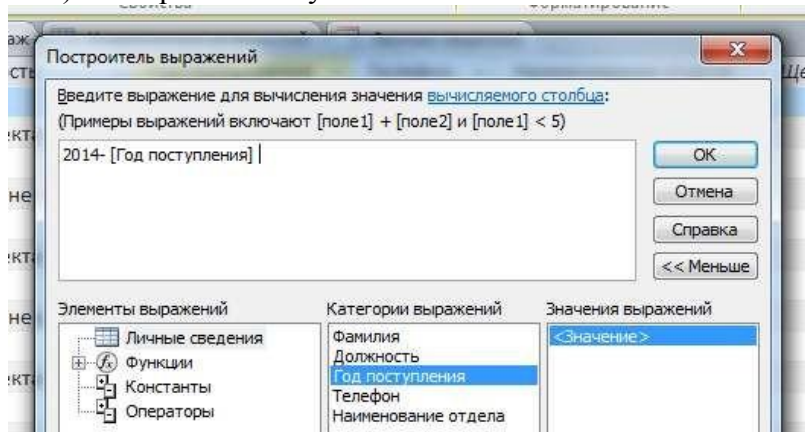 Построитель выражений
Введите выражение для вычисления значения вычисляемого столбца:
(Примеры выражений включают [поле1] + [поле2] и [поле1] < 5)
2014- [Год поступления]
OK
Отмена
Справка
<< Меньше
Элементы выражений
Категории выражений
Значения выражений
Личные сведения
Функции
Константы
Операторы
Фамилия
Должность
Год поступления
Телефон
Наименование отдела
<Значение>